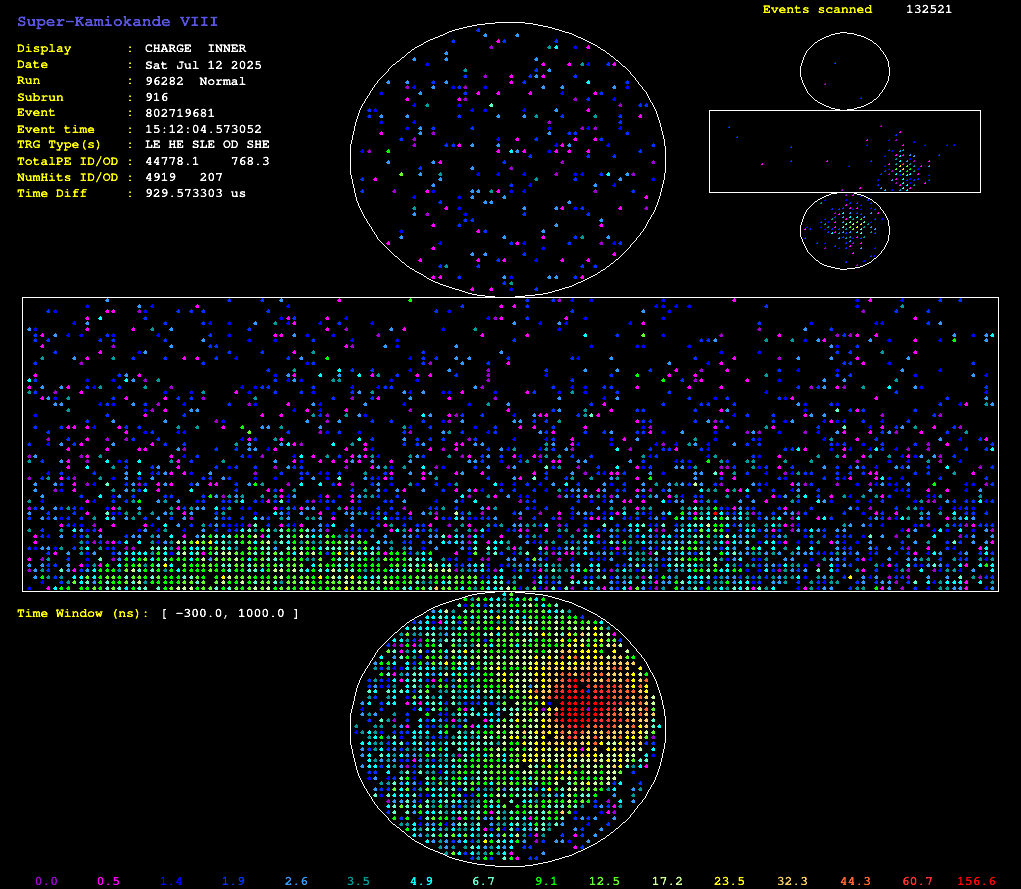 Super-Kamiokande VIII
Events scanned 132521
Display : CHARGE INNER
Date : Sat Jul 12 2025
Run : 96282 Normal
Subrun : 916
Event : 802719681
Event time : 15:12:04.573052
TRG Type(s) : LE HE SLE OD SHE
TotalPE ID/OD : 44778.1 768.3
NumHits ID/OD : 4919 207
Time Diff : 929.573303 us
Time Window (ns): [ -300.0, 1000.0 ]
0.0 0.5 1.4 1.9 2.6 3.5 4.9 6.7 9.1 12.5 17.2 23.5 32.3 44.3 60.7 156.6